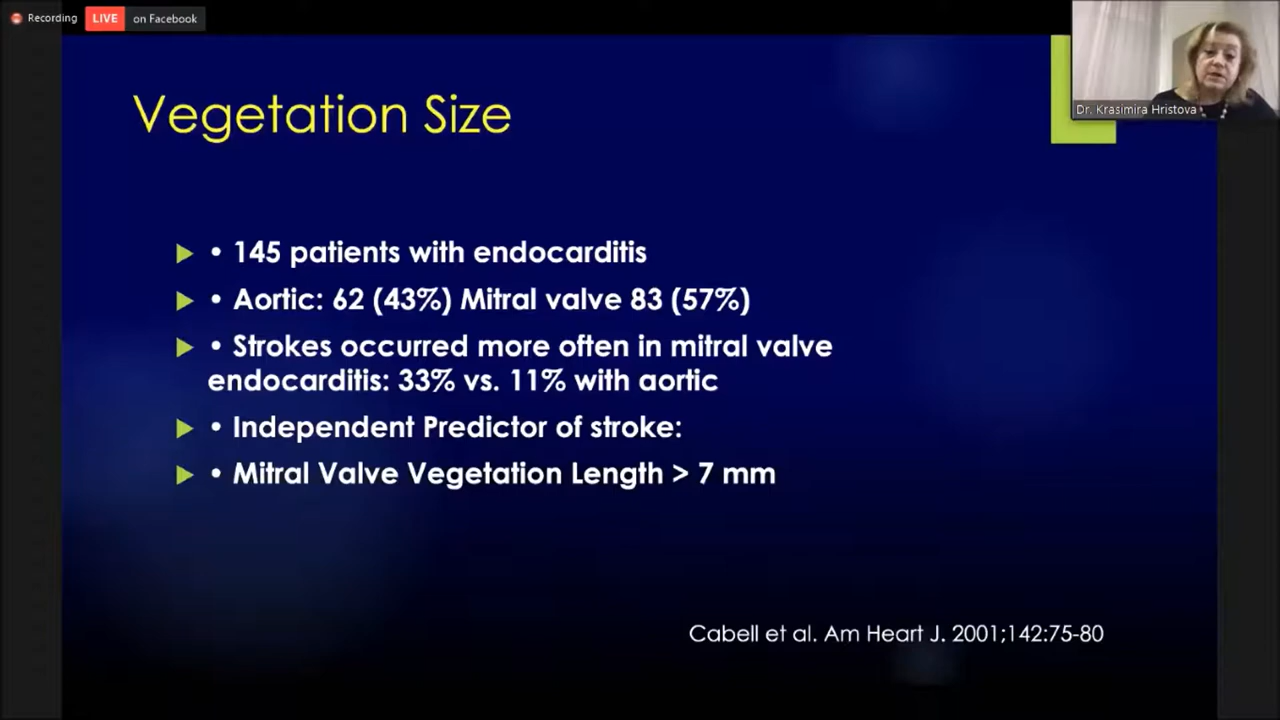 Recording LIVE on Facebook
Dr. Krasimira Hristova
Vegetation Size
• 145 patients with endocarditis
• Aortic: 62 (43%) Mitral valve 83 (57%)
• Strokes occurred more often in mitral valve
endocarditis: 33% vs. 11% with aortic
• Independent Predictor of stroke:
• Mitral Valve Vegetation Length > 7 mm
Cabell et al. Am Heart J. 2001;142:75-80